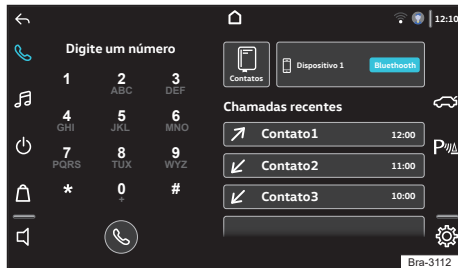 12:10
Digite um número
1 2 ABC 3 DEF
4 GHI 5 JKL 6 MNO
7 PQRS 8 TUX 9 WYZ
* 0 + #
Contatos
Dispositivo 1 Bluethooth
Chamadas recentes
Contato1 12:00
Contato2 11:00
Contato3 10:00
P
Bra-3112